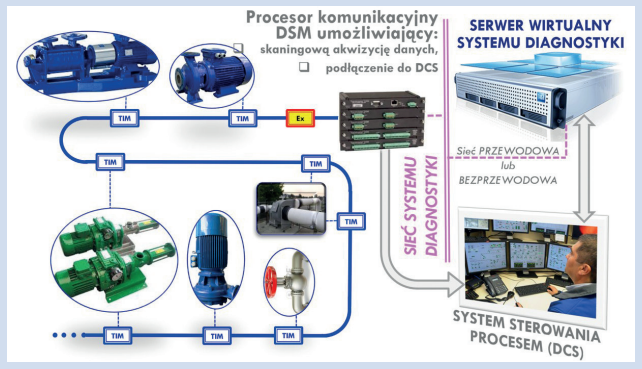 Procesor komunikacyjny
DSM umożliwiający:
skaningową akwizycję danych,
podłączenie do DCS
SERWER WIRTUALNY
SYSTEMU DIAGNOSTYKI
TIM
TIM
Ex
SIEĆ SYSTEMU
DIAGNOSTYKI
Sieć PRZEWODOWA
lub
BEZPRZEWODOWA
TIM
TIM
TIM
TIM
TIM
TIM
SYSTEM STEROWANIA
PROCESEM (DCS)